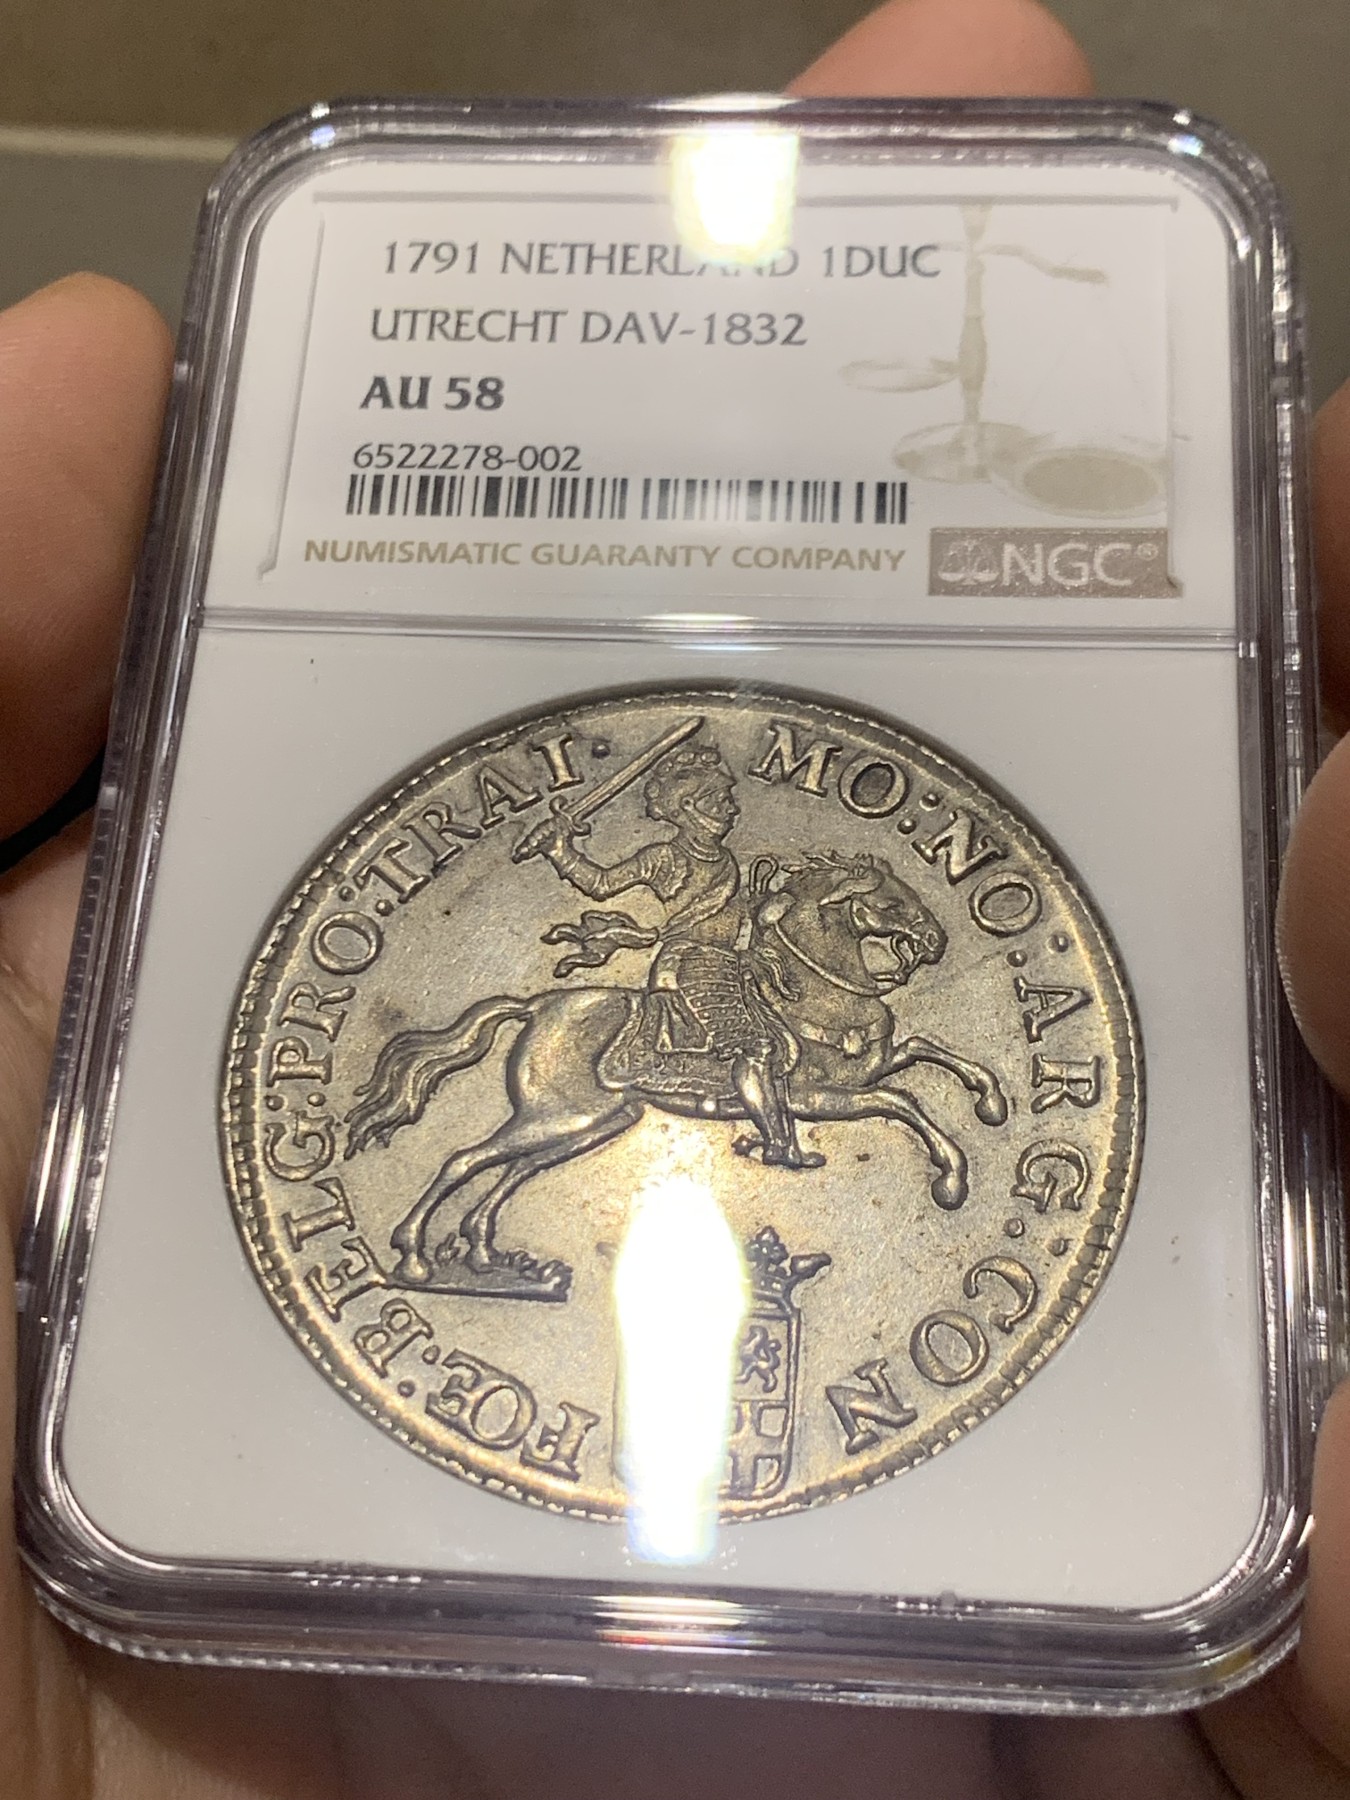 1791 NETHERLAND 1DUC
UTRECHT DAV-1832
AU 58
6522278-002
NUMISMATIC GUARANTY COMPANY
NGC®
MO:NO:ARG:CON
FŒ:BELG:PRO:TRAI·